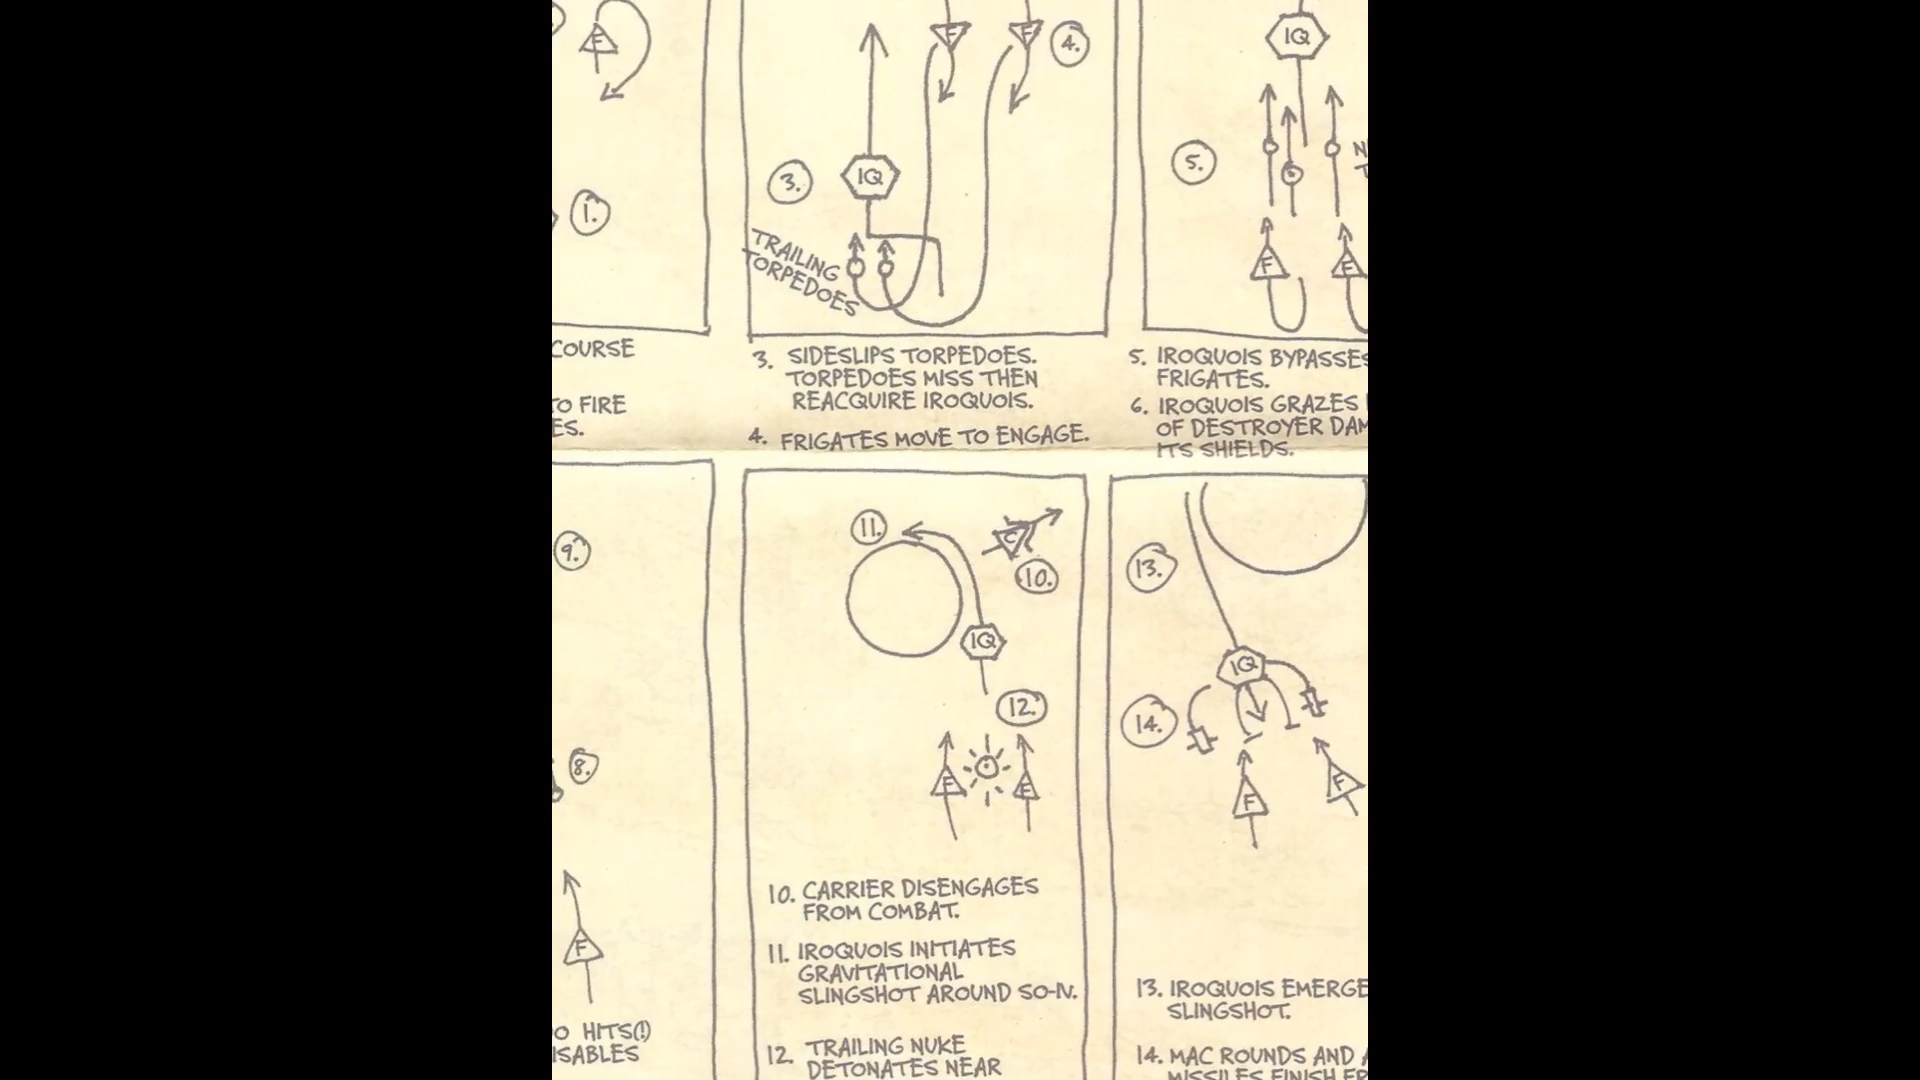 F
1.
COURSE
TO FIRE
ES.
F
F
4.
3.
IQ
TRAILING
TORPEDOES
3. SIDESLIPS TORPEDOES.
TORPEDOES MISS THEN
REACQUIRE IROQUOIS.
4. FRIGATES MOVE TO ENGAGE.
IQ
5.
N
T
F
F
5. IROQUOIS BYPASSES
FRIGATES.
6. IROQUOIS GRAZES
OF DESTROYER DAM
ITS SHIELDS.
9.
8.
F
O HITS(!)
ISABLES
11.
C
10.
IQ
12.
F
F
10. CARRIER DISENGAGES
FROM COMBAT.
11. IROQUOIS INITIATES
GRAVITATIONAL
SLINGSHOT AROUND SO-IV.
12. TRAILING NUKE
DETONATES NEAR
13.
IQ
14.
F
F
13. IROQUOIS EMERGE
SLINGSHOT.
14. MAC ROUNDS AND A
MISSILES FINISH FR